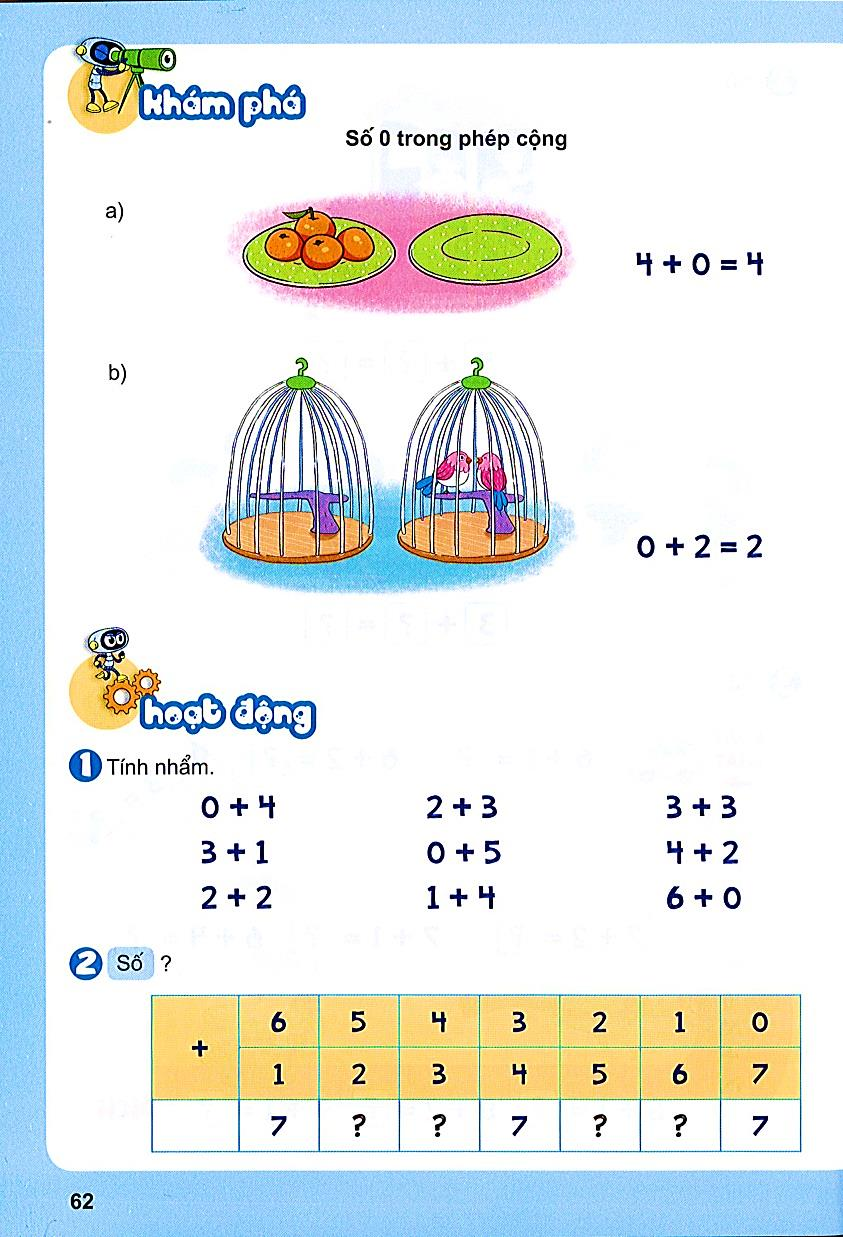 khám phá
Số 0 trong phép cộng
a)
4 + 0 = 4
b)
0 + 2 = 2
hoạt động
1 Tính nhẩm.
0 + 4 2 + 3 3 + 3
3 + 1 0 + 5 4 + 2
2 + 2 1 + 4 6 + 0
2 Số ?
+ 6 5 4 3 2 1 0
1 2 3 4 5 6 7
7 ? ? 7 ? ? 7
62